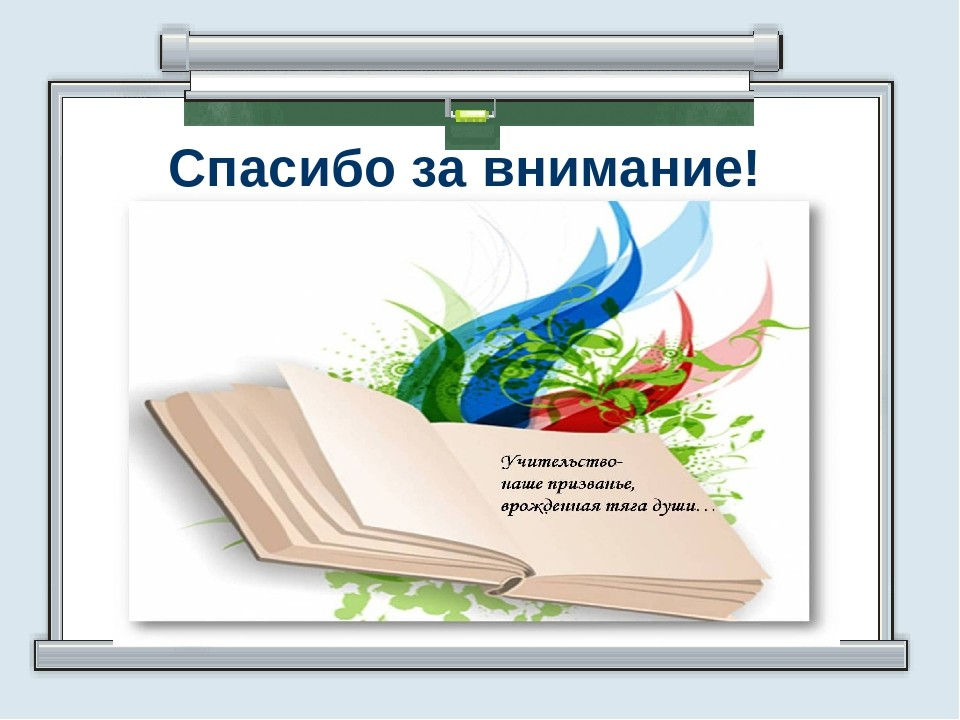 Спасибо за внимание!
Учительство-
наше призванье,
врожденная тяга души...